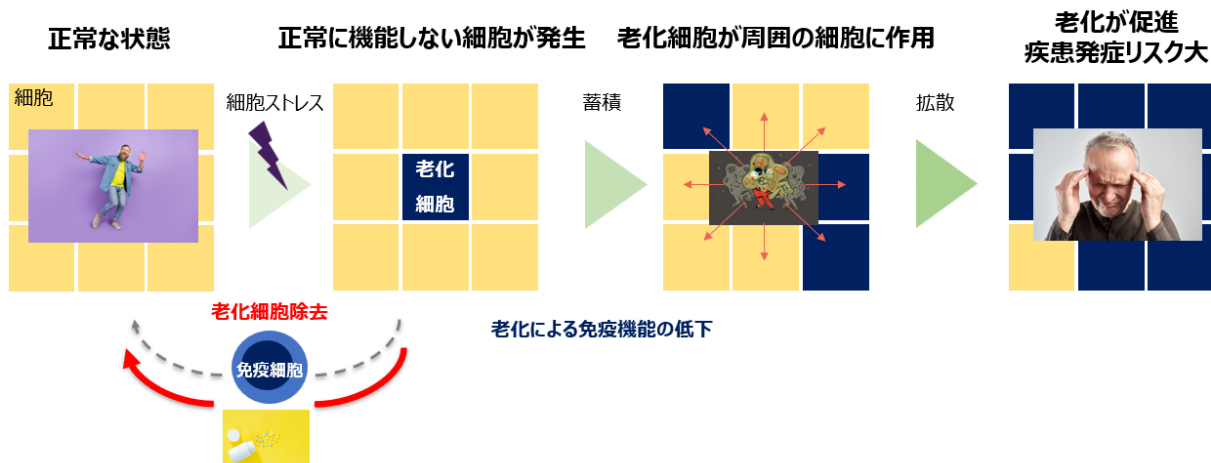 正常な状態
正常に機能しない細胞が発生
老化細胞が周囲の細胞に作用
老化が促進
疾患発症リスク大
細胞
細胞ストレス
蓄積
拡散
老化
細胞
老化細胞除去
老化による免疫機能の低下
免疫細胞